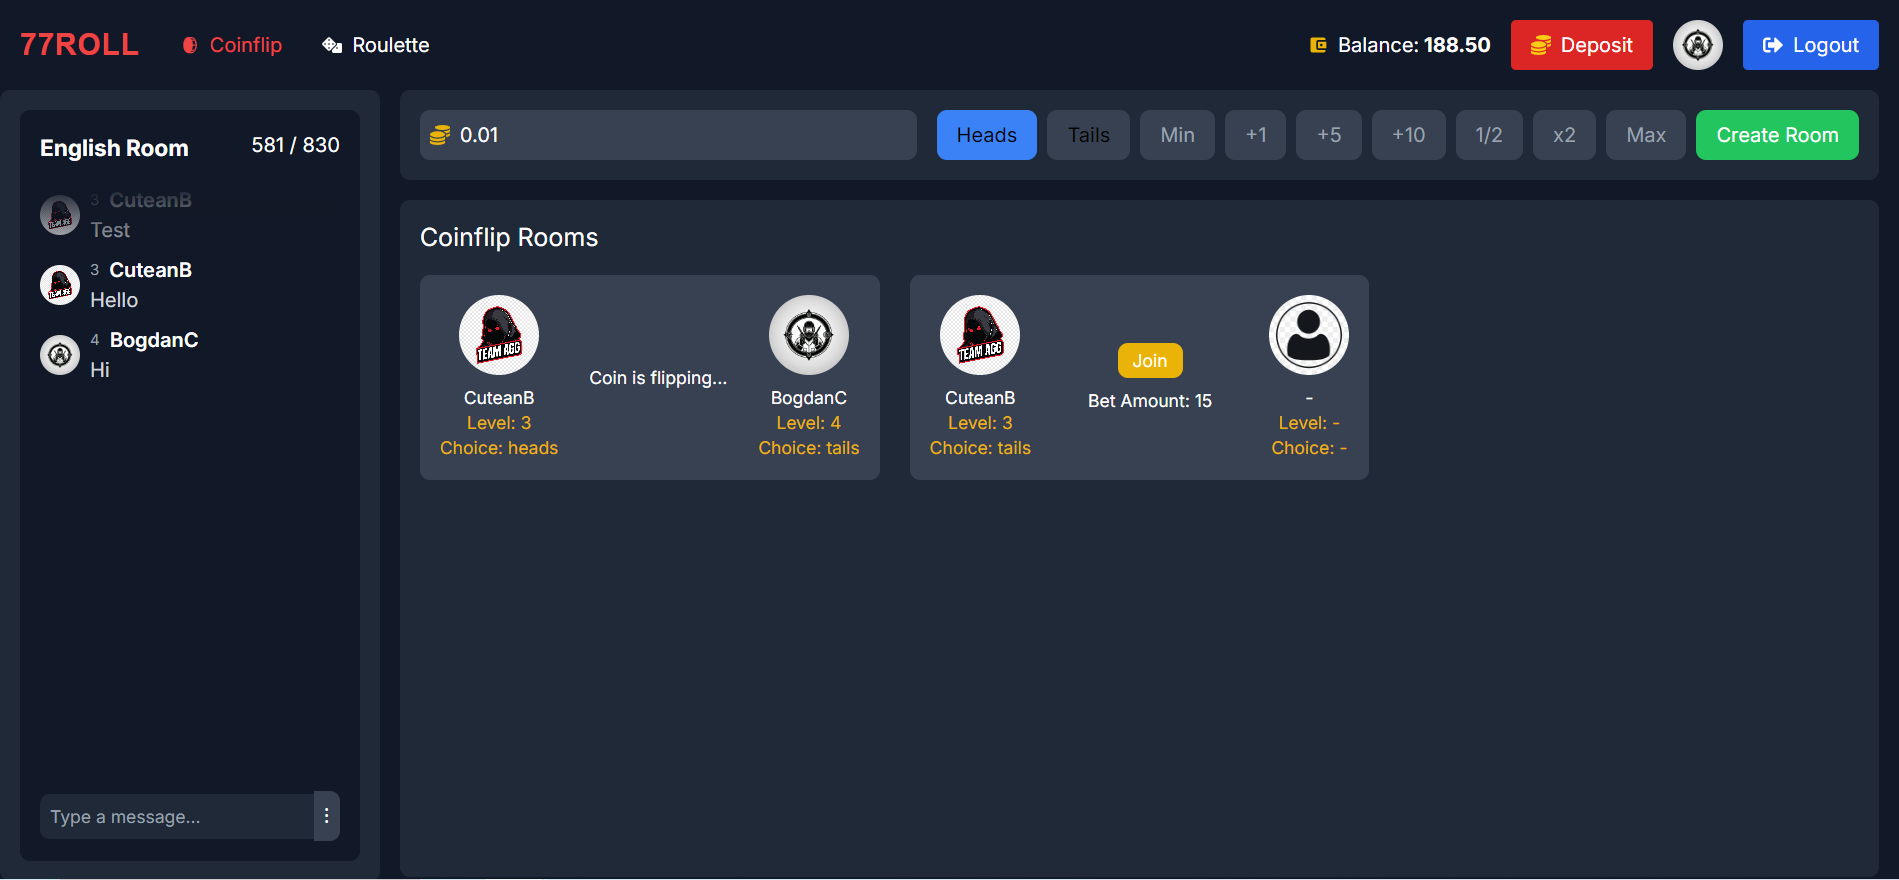 77ROLL
Coinflip
Roulette
Balance: 188.50
Deposit
Logout
English Room
581 / 830
3 CuteanB
Test
3 CuteanB
Hello
4 BogdanC
Hi
Type a message...
0.01
Heads
Tails
Min
+1
+5
+10
1/2
x2
Max
Create Room
Coinflip Rooms
TEAM AGG
CuteanB
Level: 3
Choice: heads
Coin is flipping...
BogdanC
Level: 4
Choice: tails
TEAM AGG
CuteanB
Level: 3
Choice: tails
Join
Bet Amount: 15
-
Level: -
Choice: -